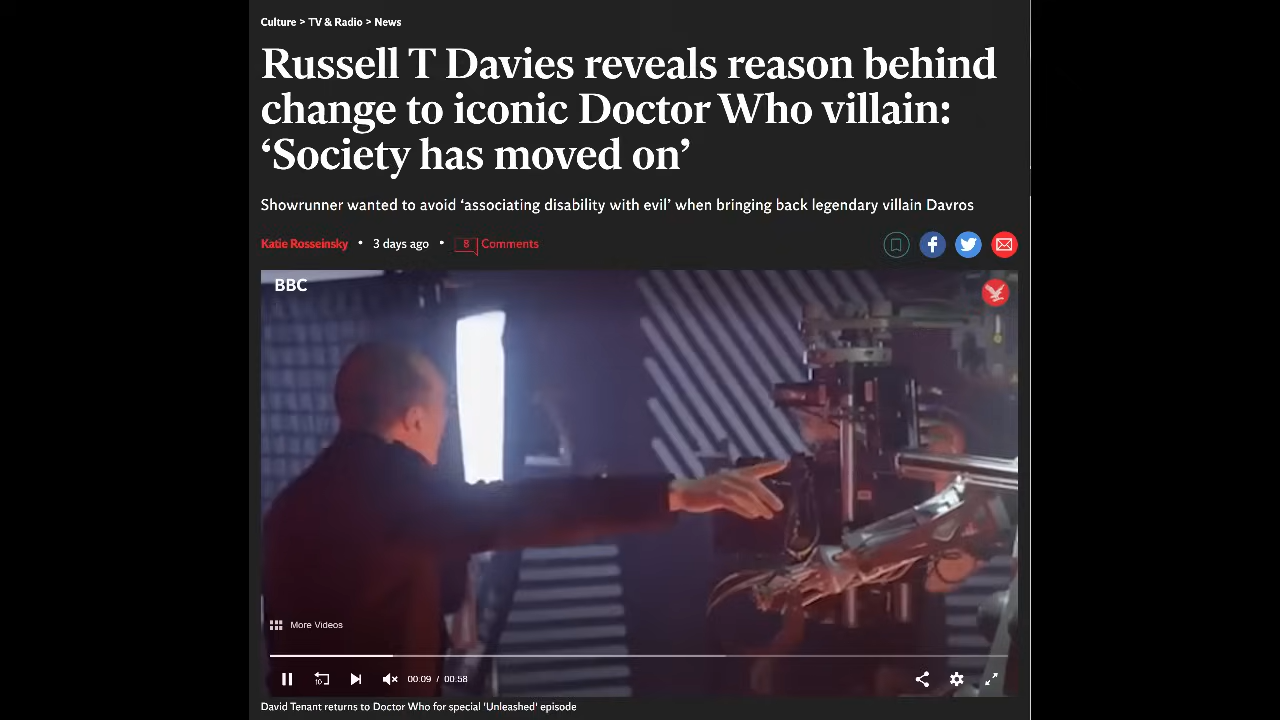 Culture > TV & Radio > News
Russell T Davies reveals reason behind
change to iconic Doctor Who villain:
‘Society has moved on’
Showrunner wanted to avoid ‘associating disability with evil’ when bringing back legendary villain Davros
Katie Rosseinsky • 3 days ago • 8 Comments
BBC
More Videos
10 00:09 / 00:58
David Tenant returns to Doctor Who for special 'Unleashed' episode